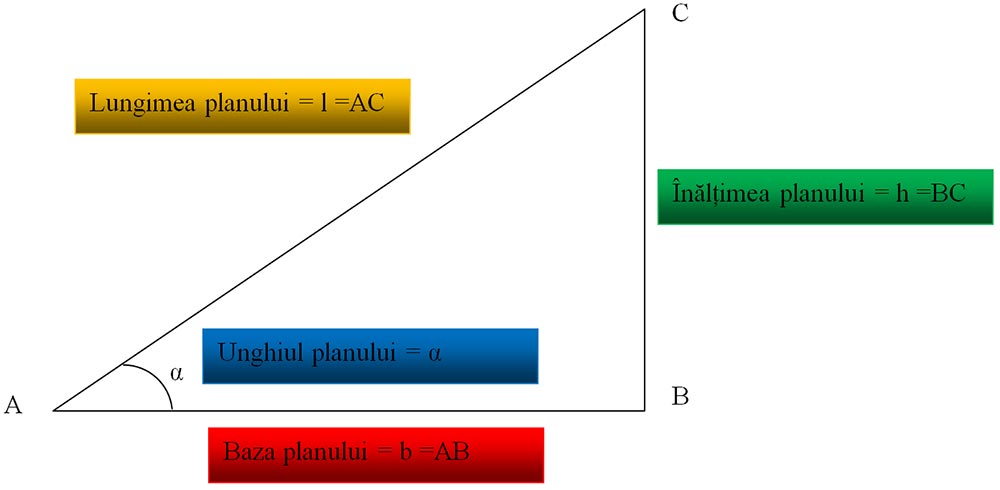 C
Lungimea planului = l =AC
Înălțimea planului = h =BC
Unghiul planului = α
α
A
B
Baza planului = b =AB